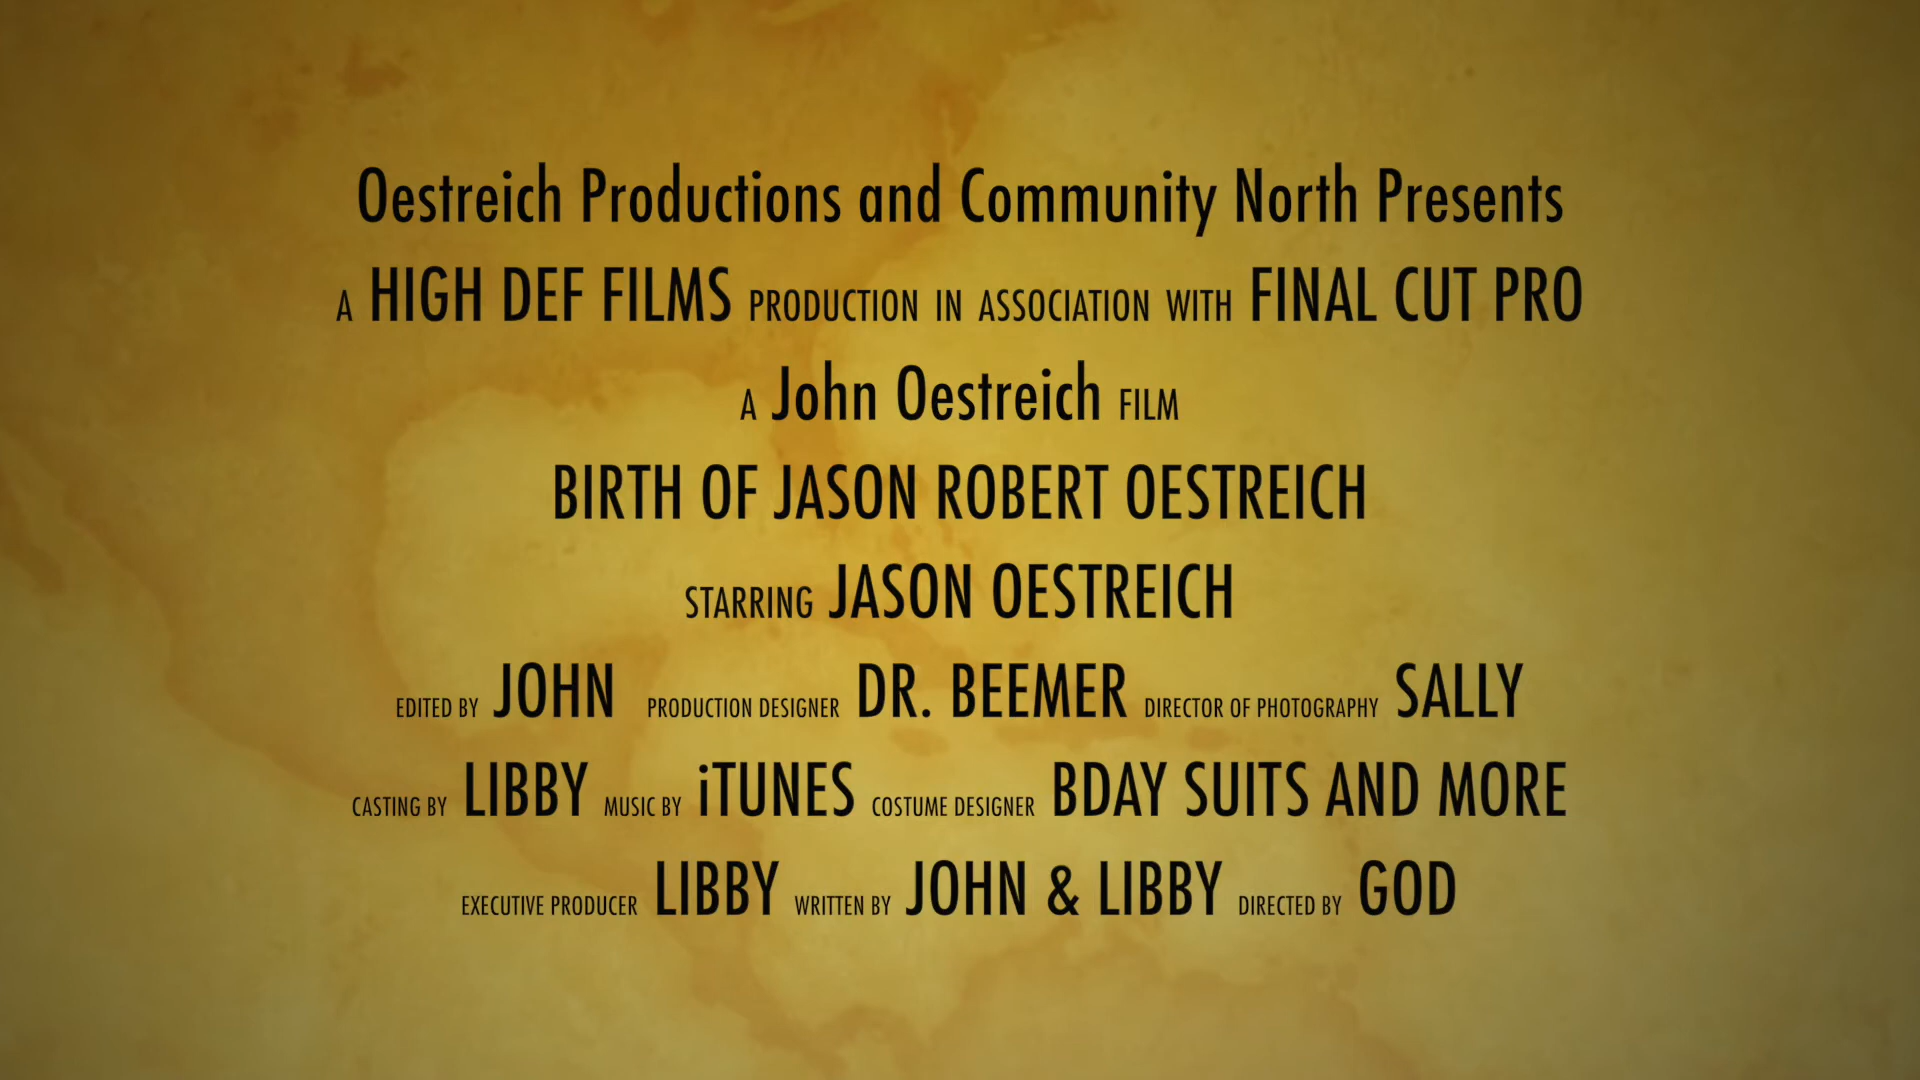 Oestreich Productions and Community North Presents
A HIGH DEF FILMS PRODUCTION IN ASSOCIATION WITH FINAL CUT PRO
A John Oestreich FILM
BIRTH OF JASON ROBERT OESTREICH
STARRING JASON OESTREICH
EDITED BY JOHN PRODUCTION DESIGNER DR. BEEMER DIRECTOR OF PHOTOGRAPHY SALLY
CASTING BY LIBBY MUSIC BY iTUNES COSTUME DESIGNER BDAY SUITS AND MORE
EXECUTIVE PRODUCER LIBBY WRITTEN BY JOHN & LIBBY DIRECTED BY GOD